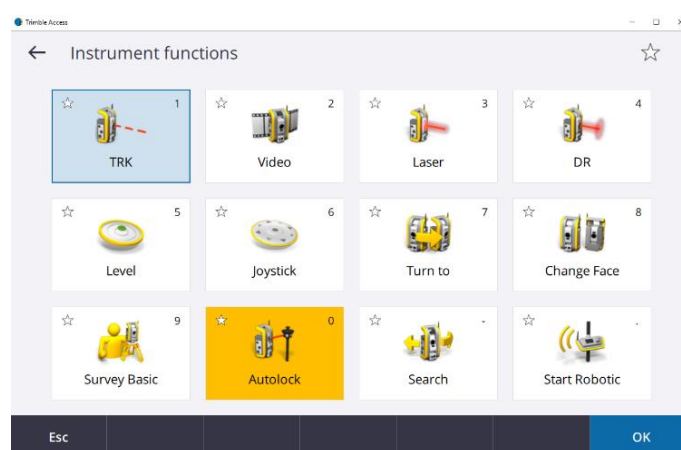 Trimble Access
Instrument functions
1
TRK
2
Video
3
Laser
4
DR
5
Level
6
Joystick
7
Turn to
8
Change Face
9
Survey Basic
0
Autolock
-
Search
.
Start Robotic
Esc
OK